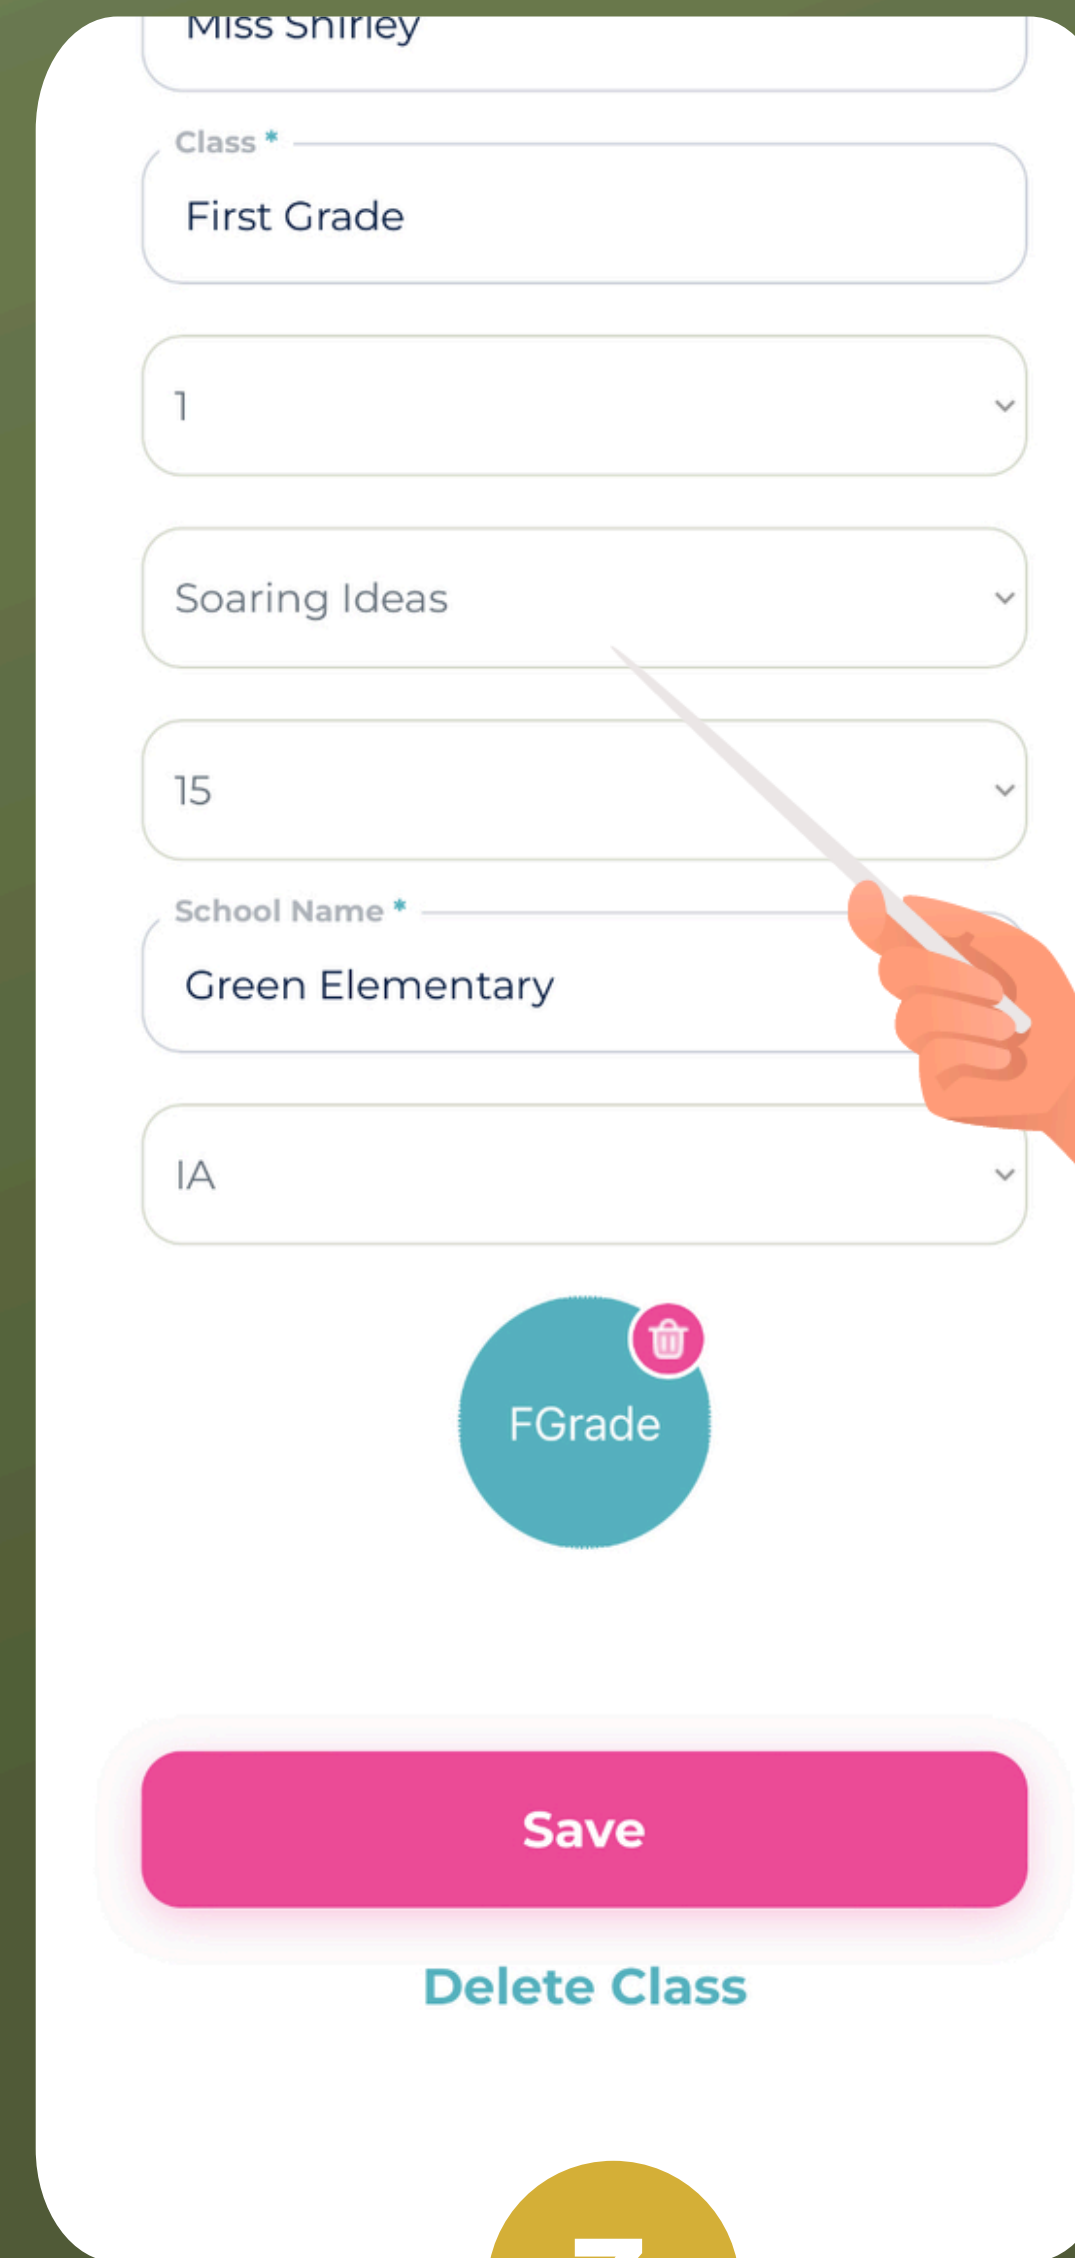 Miss Shirley
Class *
First Grade
1
Soaring Ideas
15
School Name *
Green Elementary
IA
FGrade
Save
Delete Class